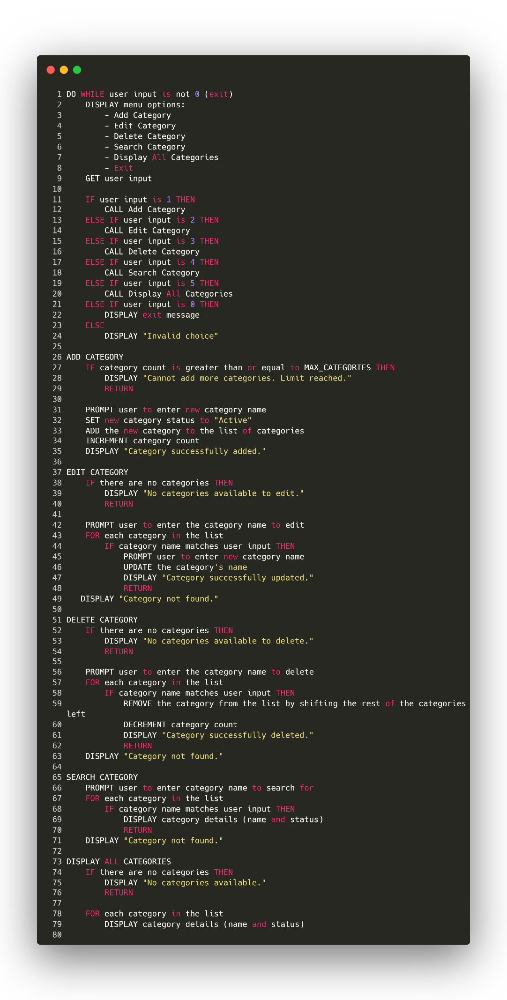 1 DO WHILE user input is not 0 (exit)
2     DISPLAY menu options:
3         - Add Category
4         - Edit Category
5         - Delete Category
6         - Search Category
7         - Display All Categories
8         - Exit
9     GET user input
10
11     IF user input is 1 THEN
12         CALL Add Category
13     ELSE IF user input is 2 THEN
14         CALL Edit Category
15     ELSE IF user input is 3 THEN
16         CALL Delete Category
17     ELSE IF user input is 4 THEN
18         CALL Search Category
19     ELSE IF user input is 5 THEN
20         CALL Display All Categories
21     ELSE IF user input is 0 THEN
22         DISPLAY exit message
23     ELSE
24         DISPLAY "Invalid choice"
25
26 ADD CATEGORY
27     IF category count is greater than or equal to MAX_CATEGORIES THEN
28         DISPLAY "Cannot add more categories. Limit reached."
29         RETURN
30
31     PROMPT user to enter new category name
32     SET new category status to "Active"
33     ADD the new category to the list of categories
34     INCREMENT category count
35     DISPLAY "Category successfully added."
36
37 EDIT CATEGORY
38     IF there are no categories THEN
39         DISPLAY "No categories available to edit."
40         RETURN
41
42     PROMPT user to enter the category name to edit
43     FOR each category in the list
44         IF category name matches user input THEN
45             PROMPT user to enter new category name
46             UPDATE the category's name
47             DISPLAY "Category successfully updated."
48             RETURN
49    DISPLAY "Category not found."
50
51 DELETE CATEGORY
52     IF there are no categories THEN
53         DISPLAY "No categories available to delete."
54         RETURN
55
56     PROMPT user to enter the category name to delete
57     FOR each category in the list
58         IF category name matches user input THEN
59             REMOVE the category from the list by shifting the rest of the categories
left
60             DECREMENT category count
61             DISPLAY "Category successfully deleted."
62             RETURN
63     DISPLAY "Category not found."
64
65 SEARCH CATEGORY
66     PROMPT user to enter category name to search for
67     FOR each category in the list
68         IF category name matches user input THEN
69             DISPLAY category details (name and status)
70             RETURN
71     DISPLAY "Category not found."
72
73 DISPLAY ALL CATEGORIES
74     IF there are no categories THEN
75         DISPLAY "No categories available."
76         RETURN
77
78     FOR each category in the list
79         DISPLAY category details (name and status)
80